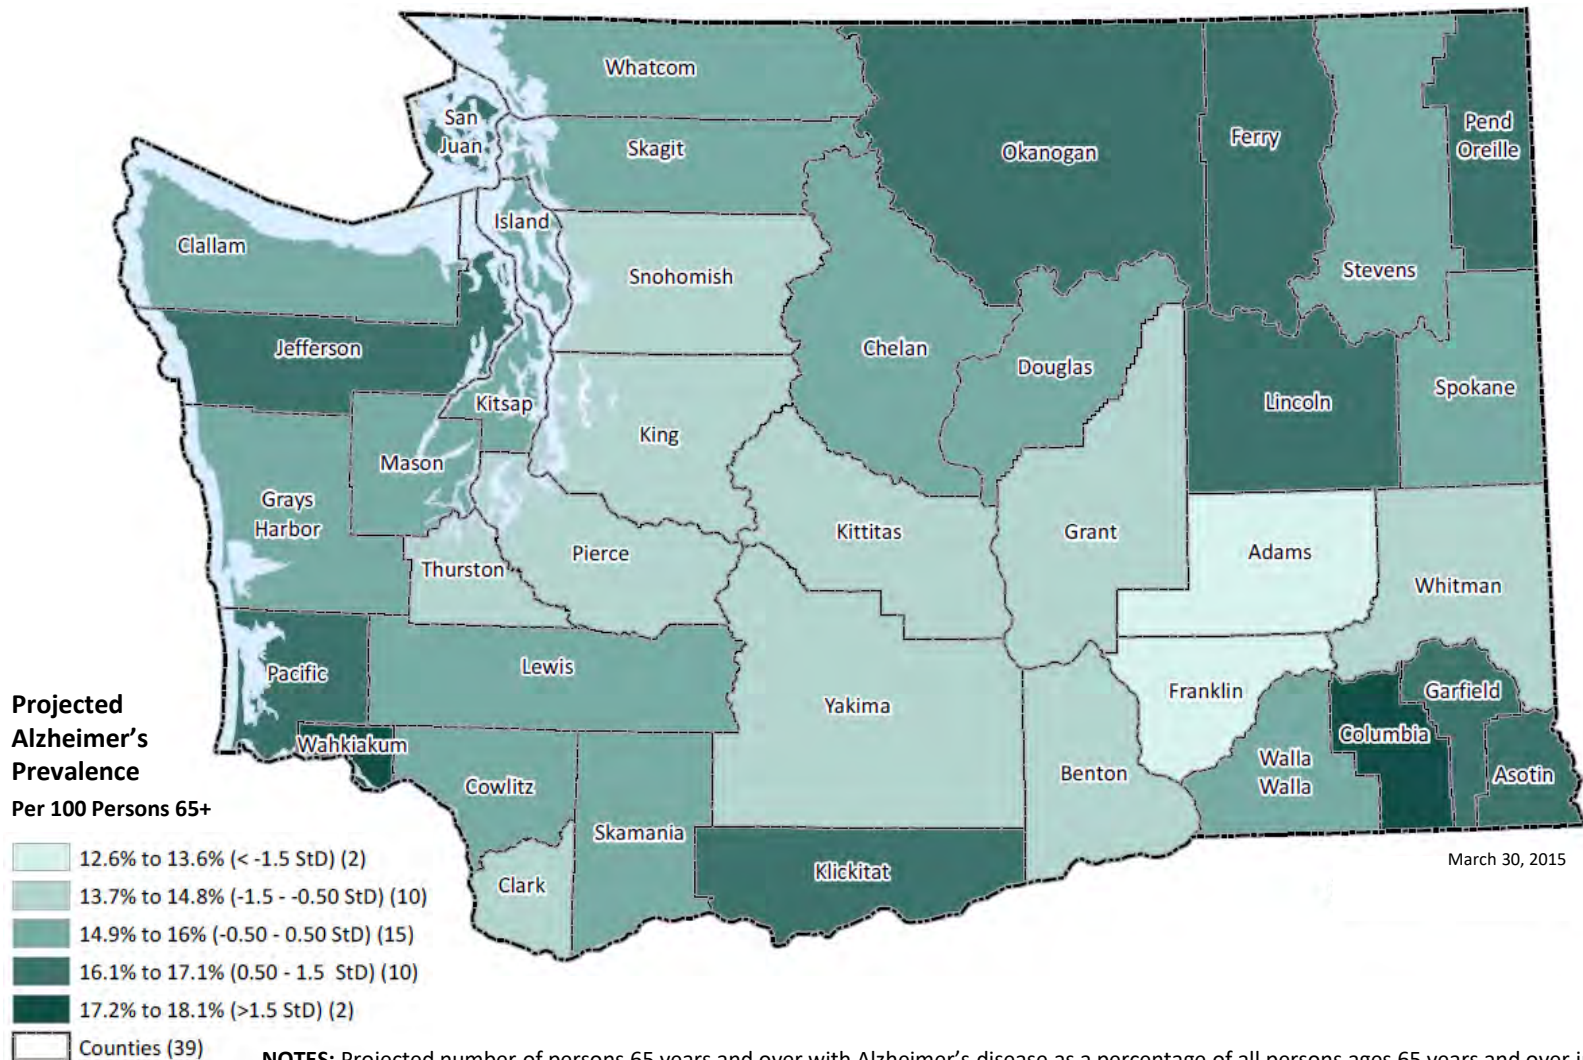 Whatcom
San
Juan
Skagit
Okanogan
Ferry
Pend
Oreille
Island
Clallam
Snohomish
Stevens
Jefferson
Chelan
Douglas
Kitsap
King
Lincoln
Spokane
Mason
Grays
Harbor
Kittitas
Grant
Adams
Pierce
Thurston
Whitman
Pacific
Lewis
Yakima
Franklin
Garfield
Wahkiakum
Columbia
Cowlitz
Benton
Walla
Walla
Asotin
Skamania
Clark
Klickitat
Projected
Alzheimer’s
Prevalence
Per 100 Persons 65+
12.6% to 13.6% (< -1.5 StD) (2)
13.7% to 14.8% (-1.5 - -0.50 StD) (10)
14.9% to 16% (-0.50 - 0.50 StD) (15)
16.1% to 17.1% (0.50 - 1.5 StD) (10)
17.2% to 18.1% (>1.5 StD) (2)
Counties (39)
March 30, 2015
NOTES: Projected number of persons 65 years and over with Alzheimer’s disease as a percentage of all persons ages 65 years and over i